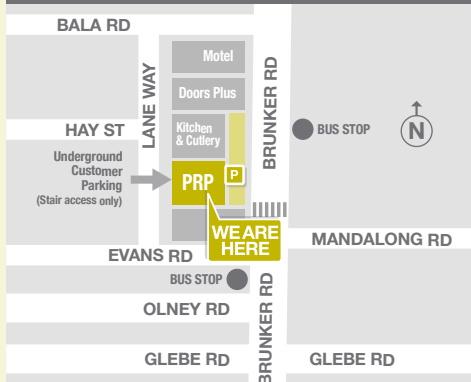 BALA RD
LANE WAY
Motel
Doors Plus
BRUNKER RD
HAY ST
Kitchen
& Cutlery
BUS STOP
N
Underground
Customer
Parking
(Stair access only)
PRP
P
WE ARE
HERE
MANDALONG RD
EVANS RD
BUS STOP
OLNEY RD
BRUNKER RD
GLEBE RD
GLEBE RD